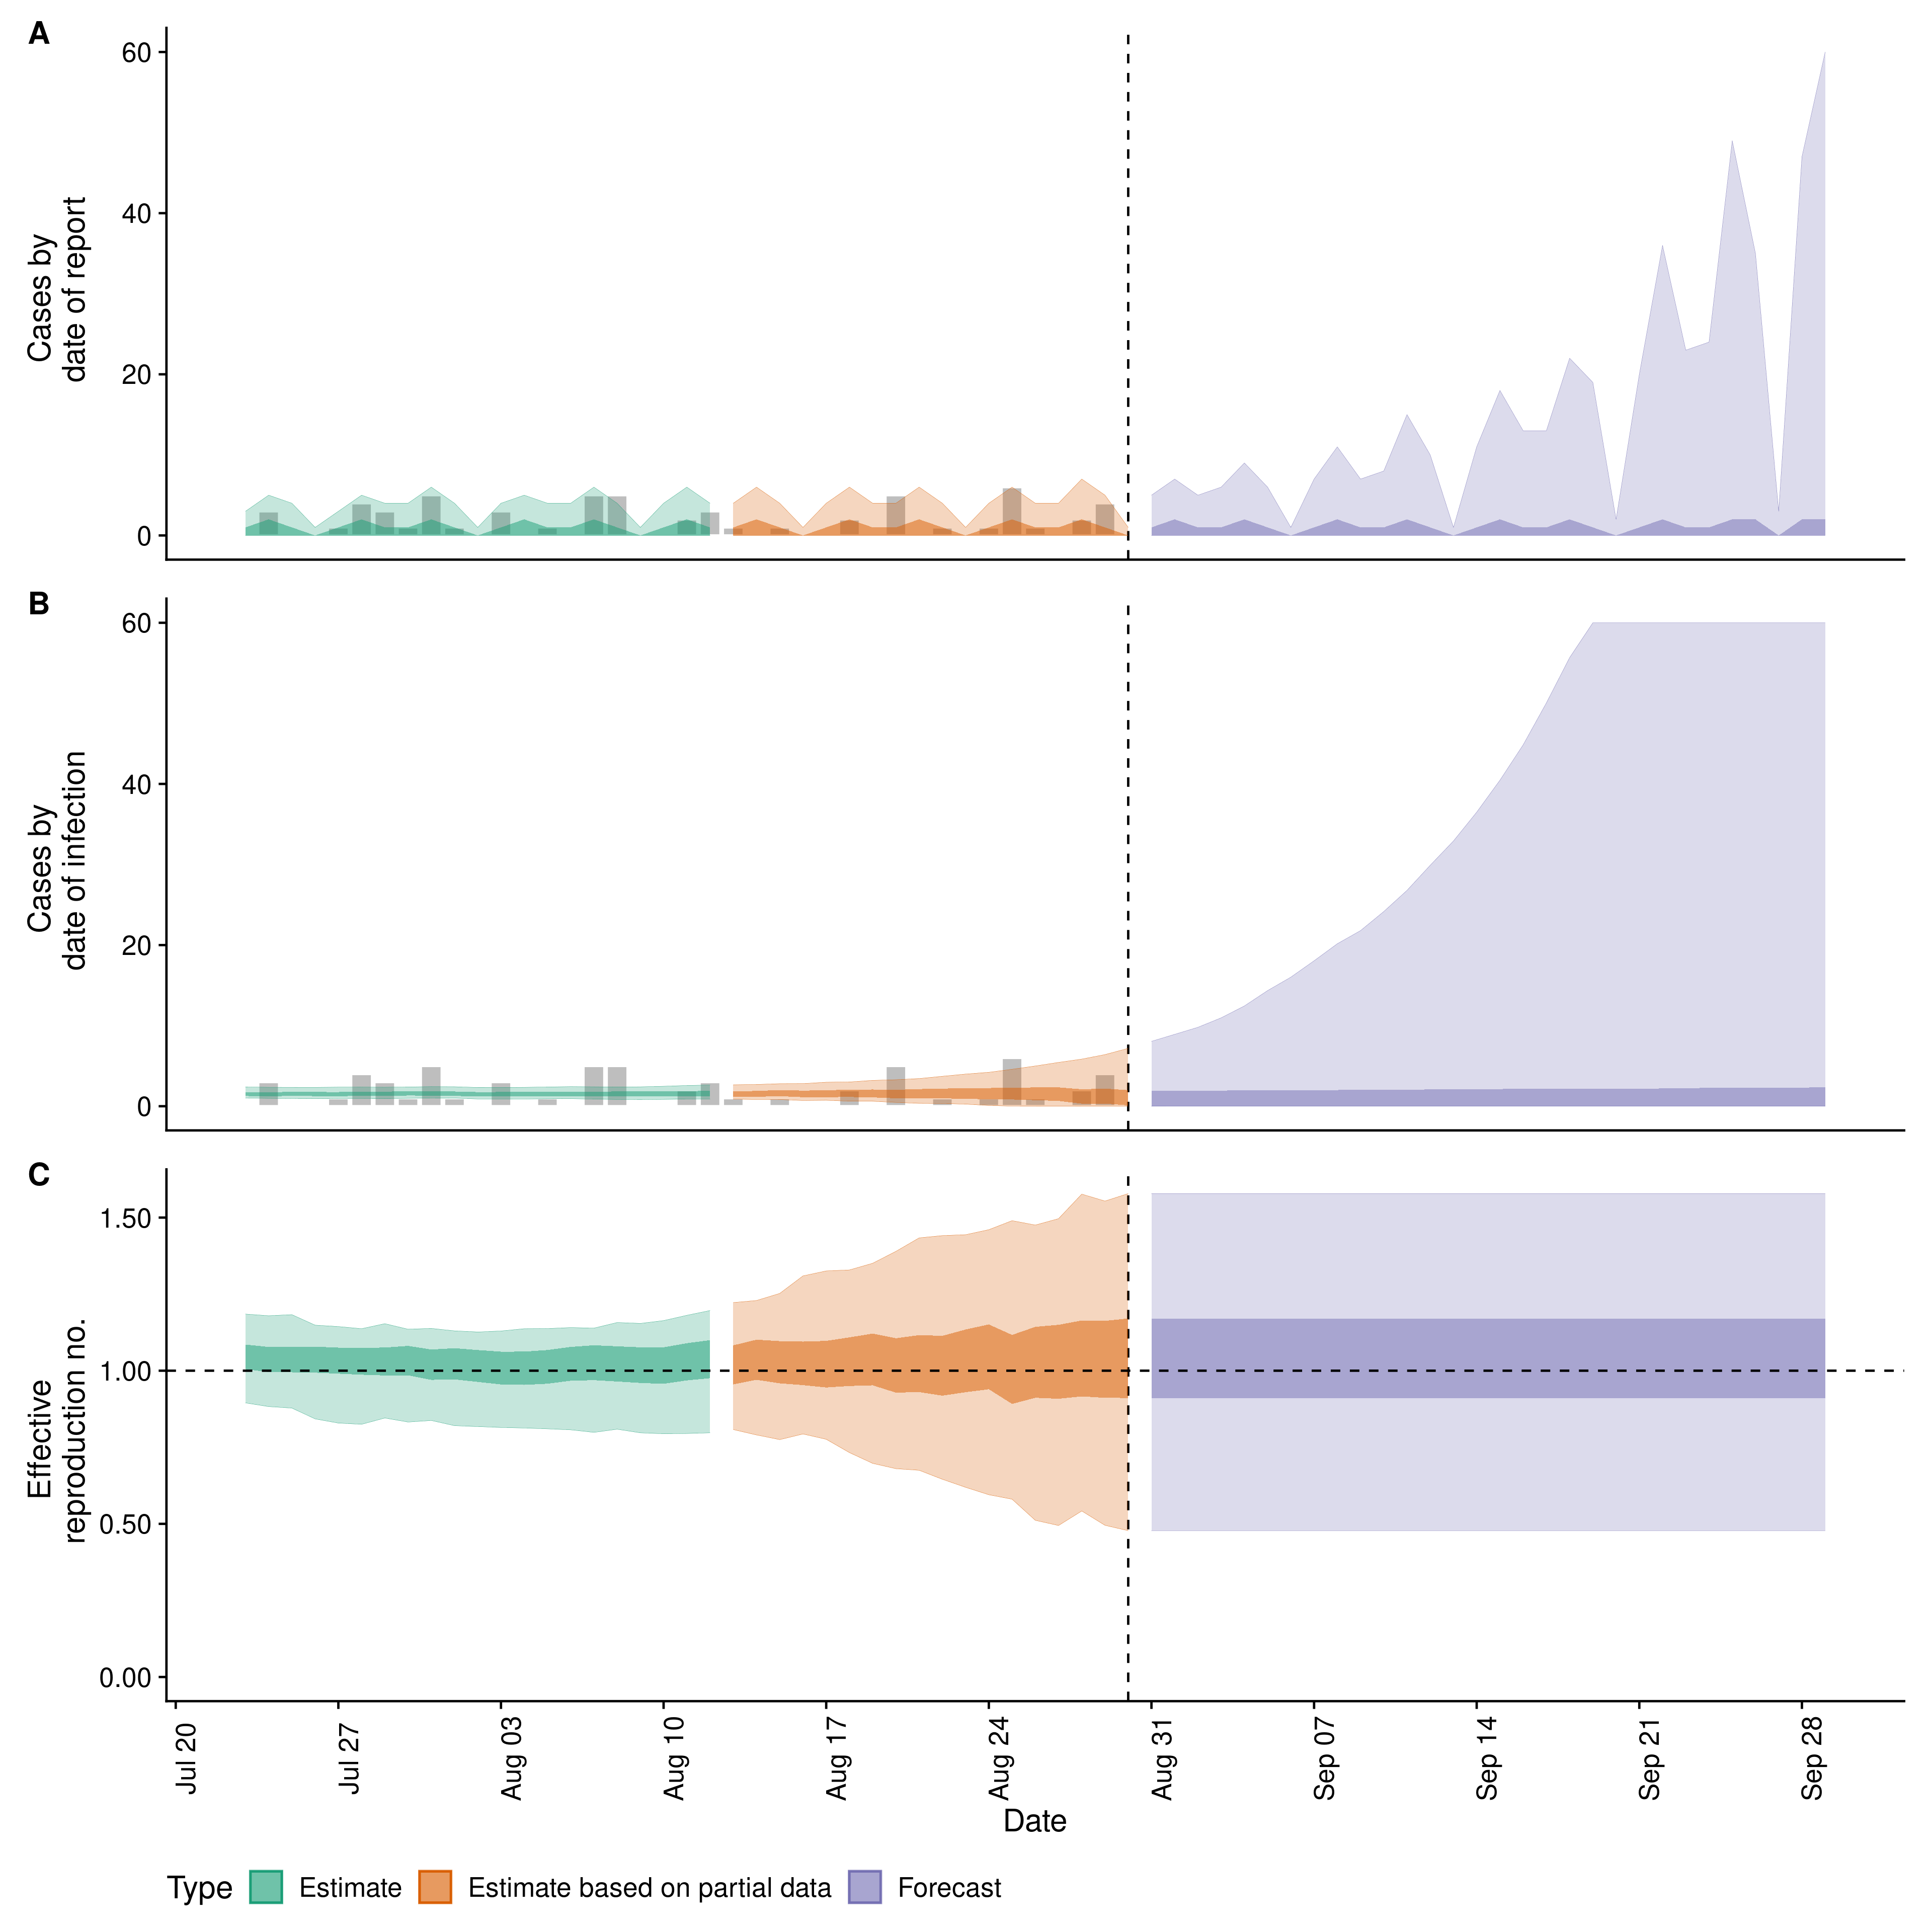 A
60
40
20
0
Cases by
date of report
B
60
40
20
0
Cases by
date of infection
C
1.50
1.00
0.50
0.00
Effective
reproduction no.
Jul 20
Jul 27
Aug 03
Aug 10
Aug 17
Aug 24
Aug 31
Sep 07
Sep 14
Sep 21
Sep 28
Date
Type Estimate Estimate based on partial data Forecast